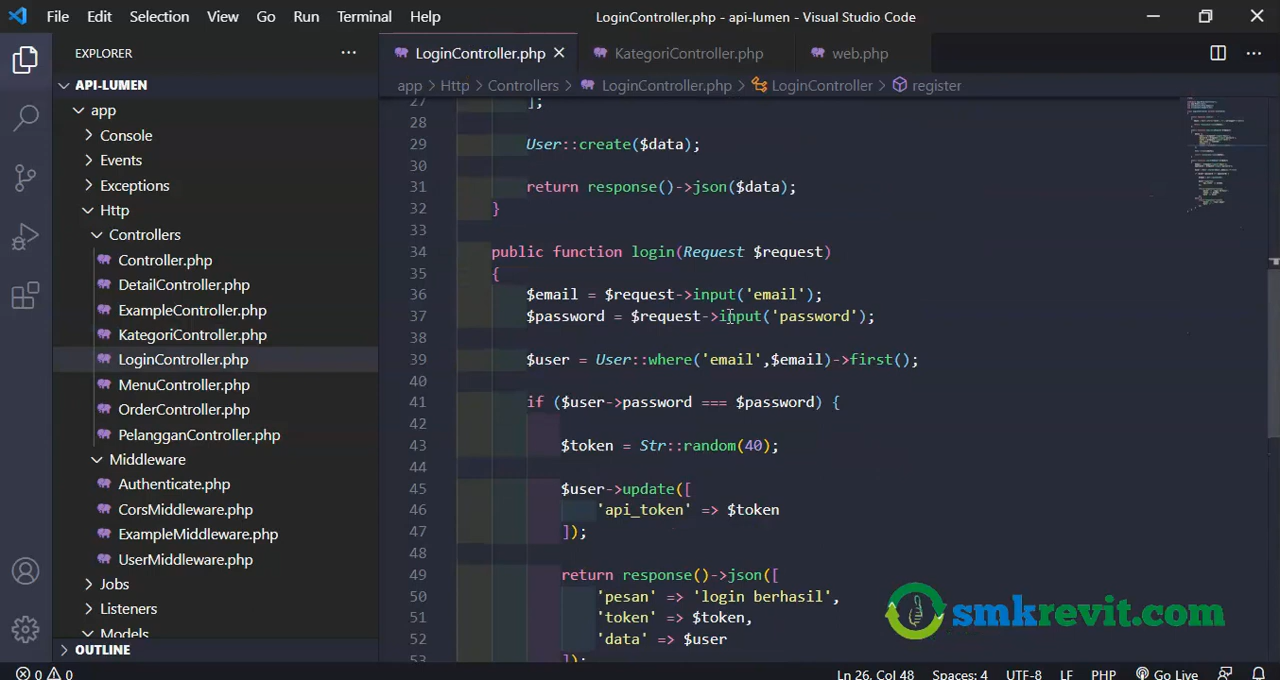 File Edit Selection View Go Run Terminal Help LoginController.php - api-lumen - Visual Studio Code
EXPLORER
API-LUMEN
app
Console
Events
Exceptions
Http
Controllers
Controller.php
DetailController.php
ExampleController.php
KategoriController.php
LoginController.php
MenuController.php
OrderController.php
PelangganController.php
Middleware
Authenticate.php
CorsMiddleware.php
ExampleMiddleware.php
UserMiddleware.php
Jobs
Listeners
Models
OUTLINE
LoginController.php KategoriController.php web.php
app > Http > Controllers > LoginController.php > LoginController > register
27 ];
28
29 User::create($data);
30
31 return response()->json($data);
32 }
33
34 public function login(Request $request)
35 {
36 $email = $request->input('email');
37 $password = $request->input('password');
38
39 $user = User::where('email',$email)->first();
40
41 if ($user->password === $password) {
42
43 $token = Str::random(40);
44
45 $user->update([
46 'api_token' => $token
47 ]);
48
49 return response()->json([
50 'pesan' => 'login berhasil',
51 'token' => $token,
52 'data' => $user
53 ]);
smkrevit.com
0 0 Ln 26, Col 48 Spaces: 4 UTF-8 LF PHP Go Live